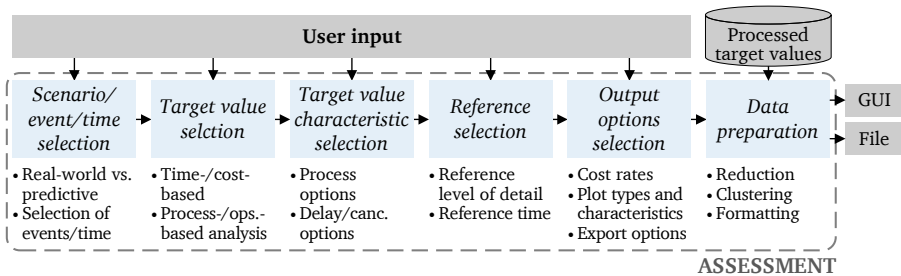 User input
Processed
target values
Scenario/
event/time
selection
Target value
selction
Target value
characteristic
selection
Reference
selection
Output
options
selection
Data
preparation
GUI
File
• Real-world vs.
predictive
• Selection of
events/time
• Time-/cost-
based
• Process-/ops.-
based analysis
• Process
options
• Delay/canc.
options
• Reference
level of detail
• Reference time
• Cost rates
• Plot types and
characteristics
• Export options
• Reduction
• Clustering
• Formatting
ASSESSMENT